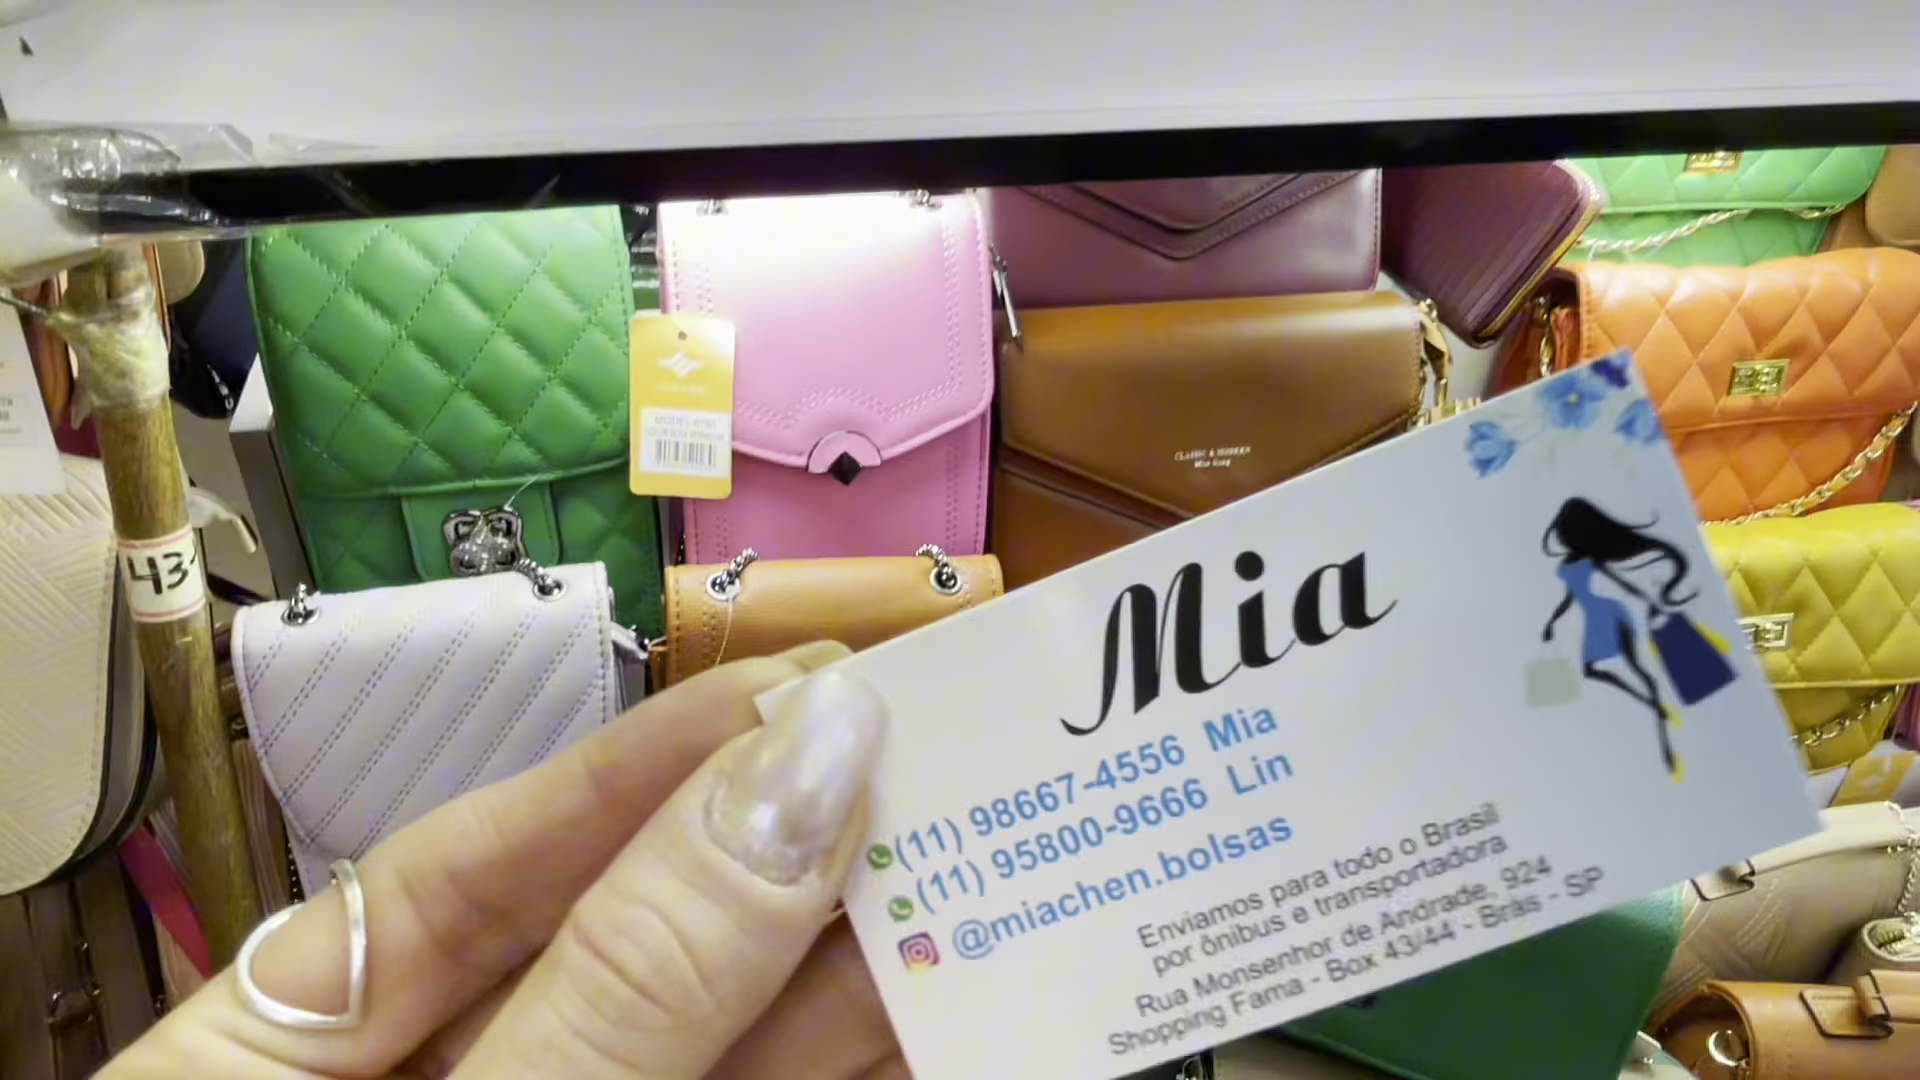 43
CLASSIC & MODERN
Mia
(11) 98667-4556 Mia
(11) 95800-9666 Lin
@miachen.bolsas
Enviamos para todo o Brasil
por ônibus e transportadora
Rua Monsenhor de Andrade, 924
Shopping Fama - Box 43/44 - Brás - SP